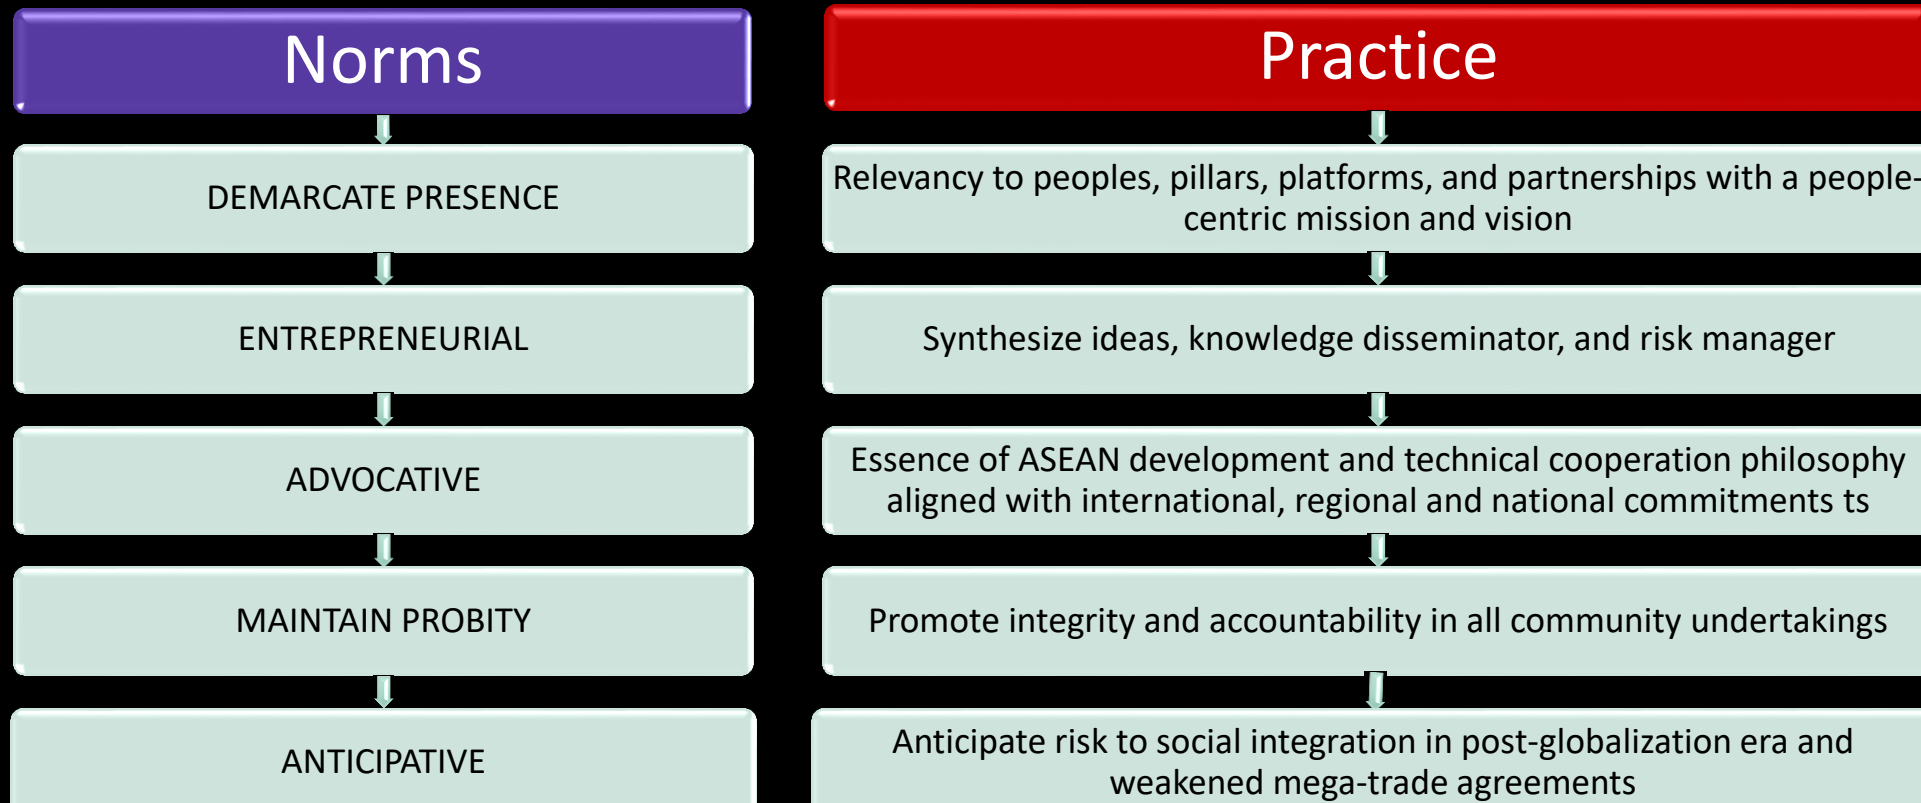 Norms
DEMARCATE PRESENCE
ENTREPRENEURIAL
ADVOCATIVE
MAINTAIN PROBITY
ANTICIPATIVE
Practice
Relevancy to peoples, pillars, platforms, and partnerships with a people-
centric mission and vision
Synthesize ideas, knowledge disseminator, and risk manager
Essence of ASEAN development and technical cooperation philosophy
aligned with international, regional and national commitments ts
Promote integrity and accountability in all community undertakings
Anticipate risk to social integration in post-globalization era and
weakened mega-trade agreements